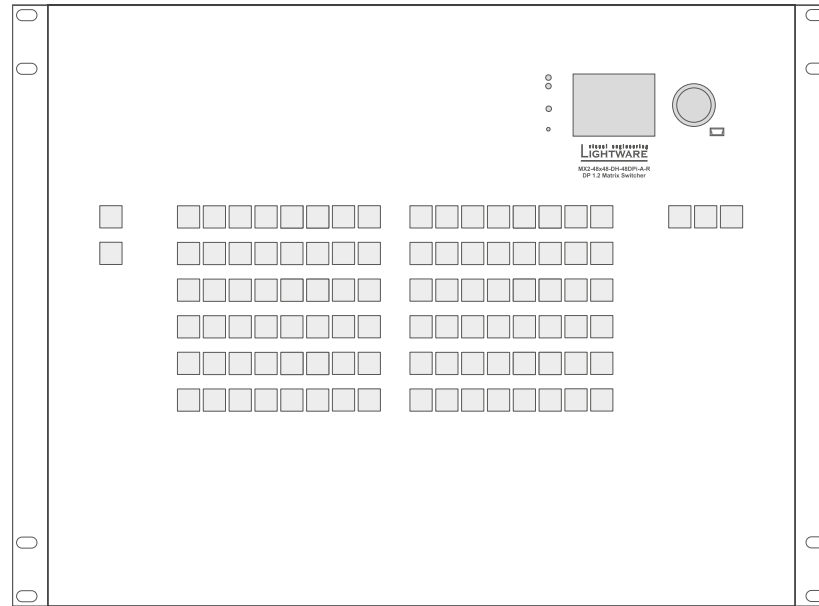 visual engineering
LIGHTWARE
MX2-48x48-DH-48DPi-A-R
DP 1.2 Matrix Switcher